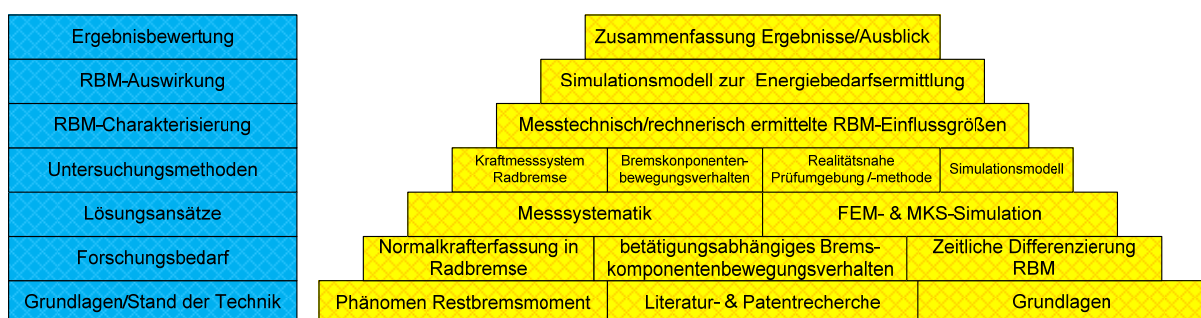 Ergebnisbewertung
Zusammenfassung Ergebnisse/Ausblick
RBM-Auswirkung
Simulationsmodell zur Energiebedarfsermittlung
RBM-Charakterisierung
Messtechnisch/rechnerisch ermittelte RBM-Einflussgrößen
Untersuchungsmethoden
Kraftmesssystem
Radbremse
Bremskonponenten-
bewegungsverhalten
Realitätsnahe
Prüfumgebung /-methode
Simulationsmodell
Lösungsansätze
Messsystematik
FEM- & MKS-Simulation
Forschungsbedarf
Normalkrafterfassung in
Radbremse
betätigungsabhängiges Brems-
komponentenbewegungsverhalten
Zeitliche Differenzierung
RBM
Grundlagen/Stand der Technik
Phänomen Restbremsmoment
Literatur- & Patentrecherche
Grundlagen